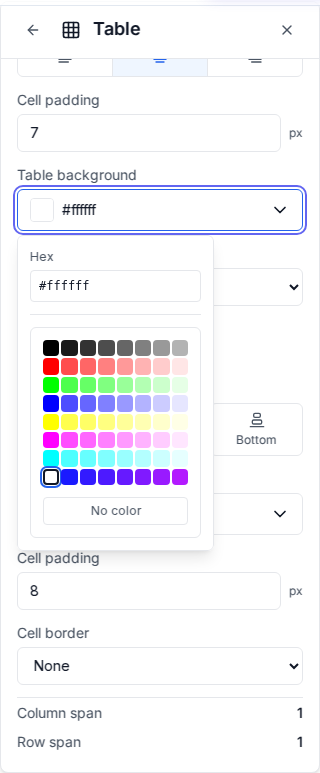 Table
Cell padding
7 px
Table background
#ffffff
Hex
#ffffff
Bottom
No color
Cell padding
8 px
Cell border
None
Column span 1
Row span 1